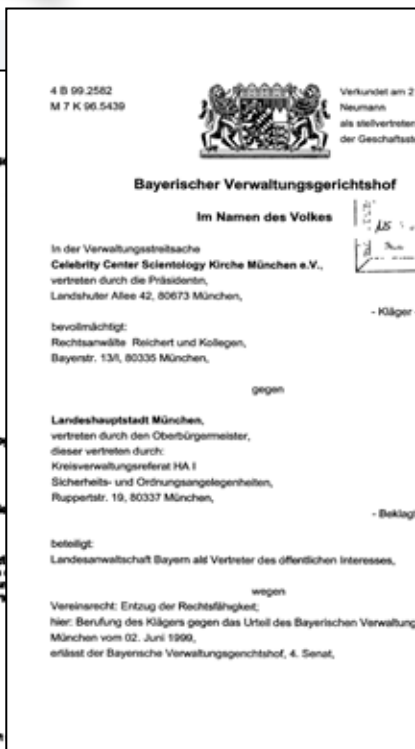 4 B 99.2582
M 7 K 96.5439
Verkundet am 2
Neumann
als stellvertreten
der Geschaftsst
Bayerischer Verwaltungsgerichtshof
Im Namen des Volkes
In der Verwaltungsstreitsache
Celebrity Center Scientology Kirche München e.V.,
vertreten durch die Präsidentin,
Landshuter Allee 42, 80673 München,
- Kläger
bevollmächtigt:
Rechtsanwälte Reichert und Kollegen,
Bayerstr. 13/I, 80335 München,
gegen
Landeshauptstadt München,
vertreten durch den Oberbürgermeister,
dieser vertreten durch:
Kreisverwaltungsreferat HA I
Sicherheits- und Ordnungsangelegenheiten,
Ruppertstr. 19, 80337 München,
- Beklagt
beteiligt:
Landesanwaltschaft Bayern ald Vertreter des öffentlichen Interesses,
wegen
Vereinsrecht: Entzug der Rechtsfähigkeit;
hier: Berufung des Klägers gegen das Urteil des Bayerischen Verwaltung
München vom 02. Juni 1999,
erlässt der Bayerische Verwaltungsgerichtshof, 4. Senat,